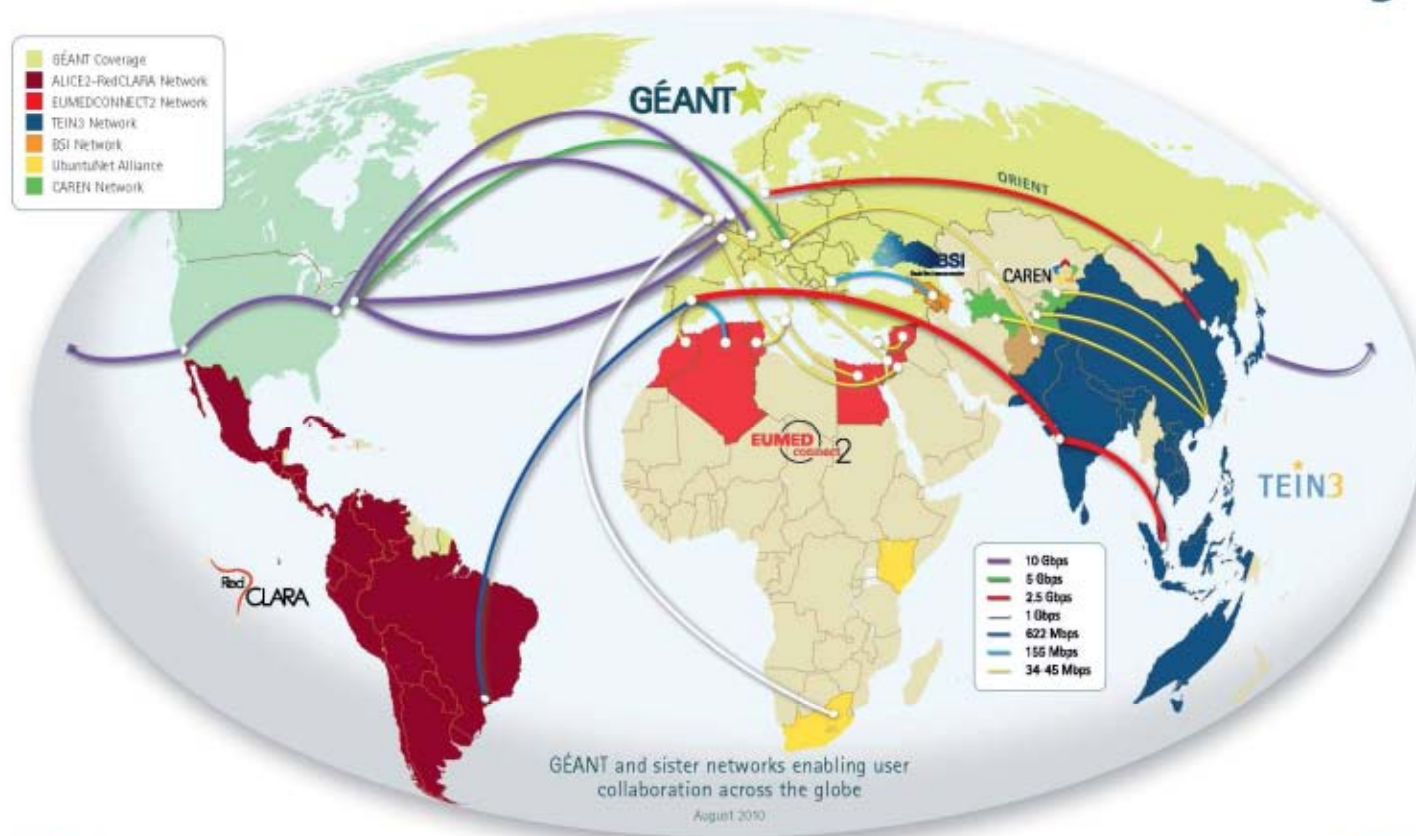 GÉANT Coverage
ALICE2-RedCLARA Network
EUMEDCONNECT2 Network
TEIN3 Network
BSI Network
UbuntuNet Alliance
CAREN Network
GÉANT
ORIENT
BSI
CAREN
EUMED
connect2
TEIN3
Red
CLARA
10 Gbps
5 Gbps
2.5 Gbps
1 Gbps
622 Mbps
155 Mbps
34-45 Mbps
GÉANT and sister networks enabling user
collaboration across the globe
August 2010